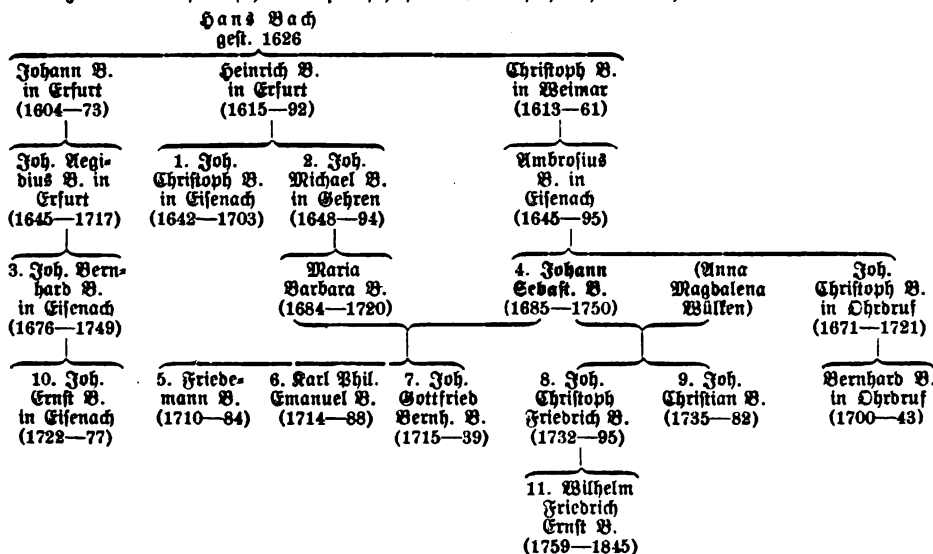 Hans Bach
gest. 1626
Johann B.
in Erfurt
(1604—73)
Heinrich B.
in Erfurt
(1615—92)
Christoph B.
in Weimar
(1613—61)
Joh. Aegi-
dius B. in
Erfurt
(1645—1717)
1. Joh.
Christoph B.
in Eisenach
(1642—1703)
2. Joh.
Michael B.
in Gehren
(1648—94)
Ambrosius
B. in
Eisenach
(1645—95)
3. Joh. Bern-
hard B.
in Eisenach
(1676—1749)
Maria
Barbara B.
(1684—1720)
4. Johann
Sebast. B.
(1685—1750)
(Anna
Magdalena
Wülken)
Joh.
Christoph B.
in Ohrdruf
(1671—1721)
10. Joh.
Ernst B.
in Eisenach
(1722—77)
5. Friede-
mann B.
(1710—84)
6. Karl Phil.
Emanuel B.
(1714—88)
7. Joh.
Gottfried
Bernh. B.
(1715—39)
8. Joh.
Christoph
Friedrich B.
(1732—95)
9. Joh.
Christian B.
(1735—82)
Bernhard B.
in Ohrdruf
(1700—43)
11. Wilhelm
Friedrich
Ernst B.
(1759—1845)